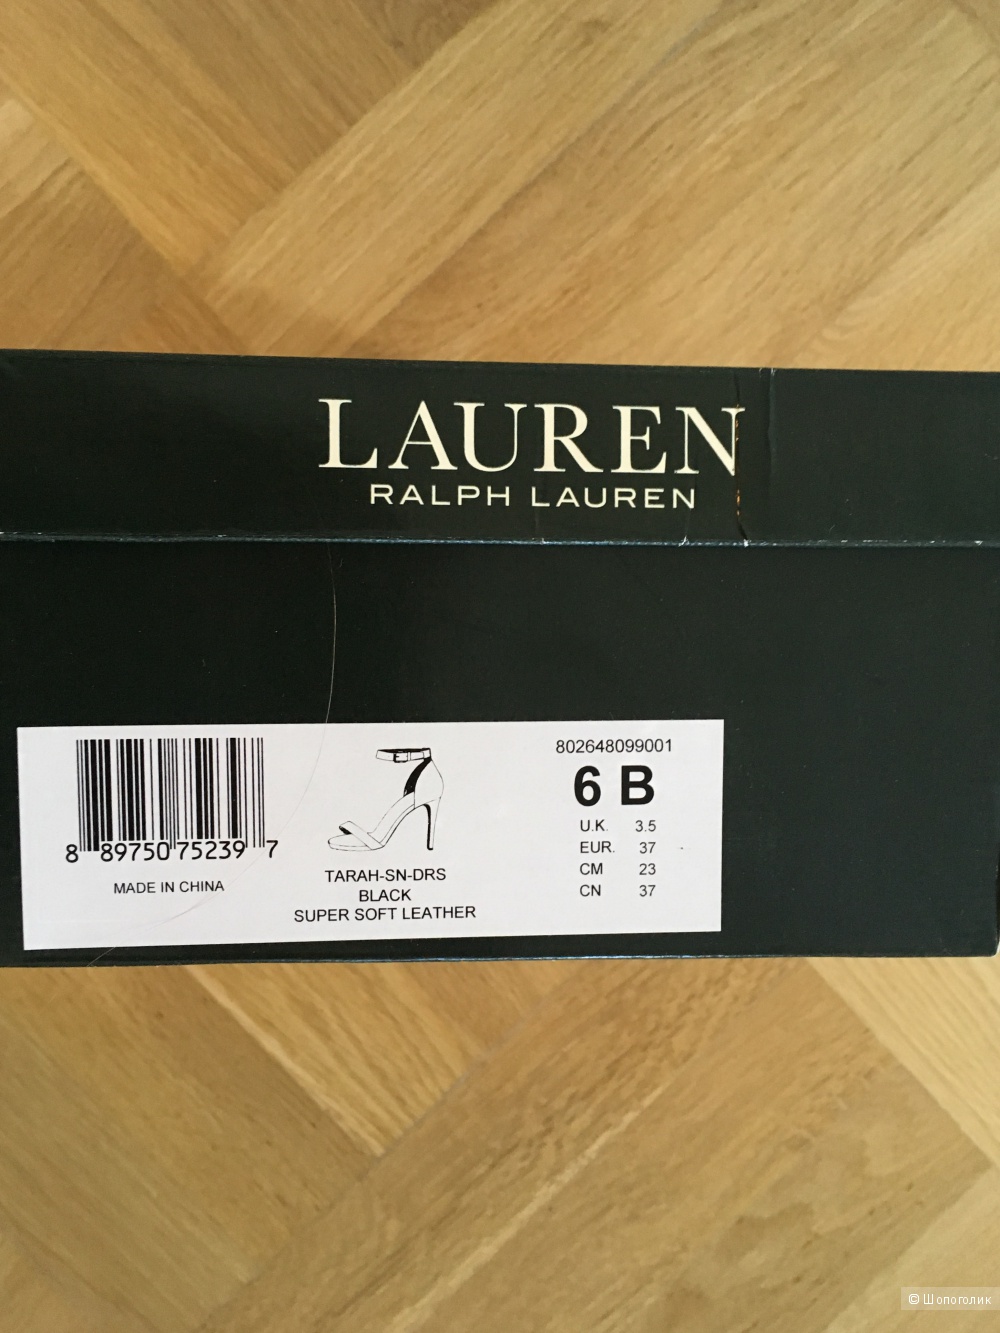 LAUREN
RALPH LAUREN
8 89750 75239 7
MADE IN CHINA
TARAH-SN-DRS
BLACK
SUPER SOFT LEATHER
802648099001
6 B
U.K. 3.5
EUR. 37
CM 23
CN 37
© Шопоголик